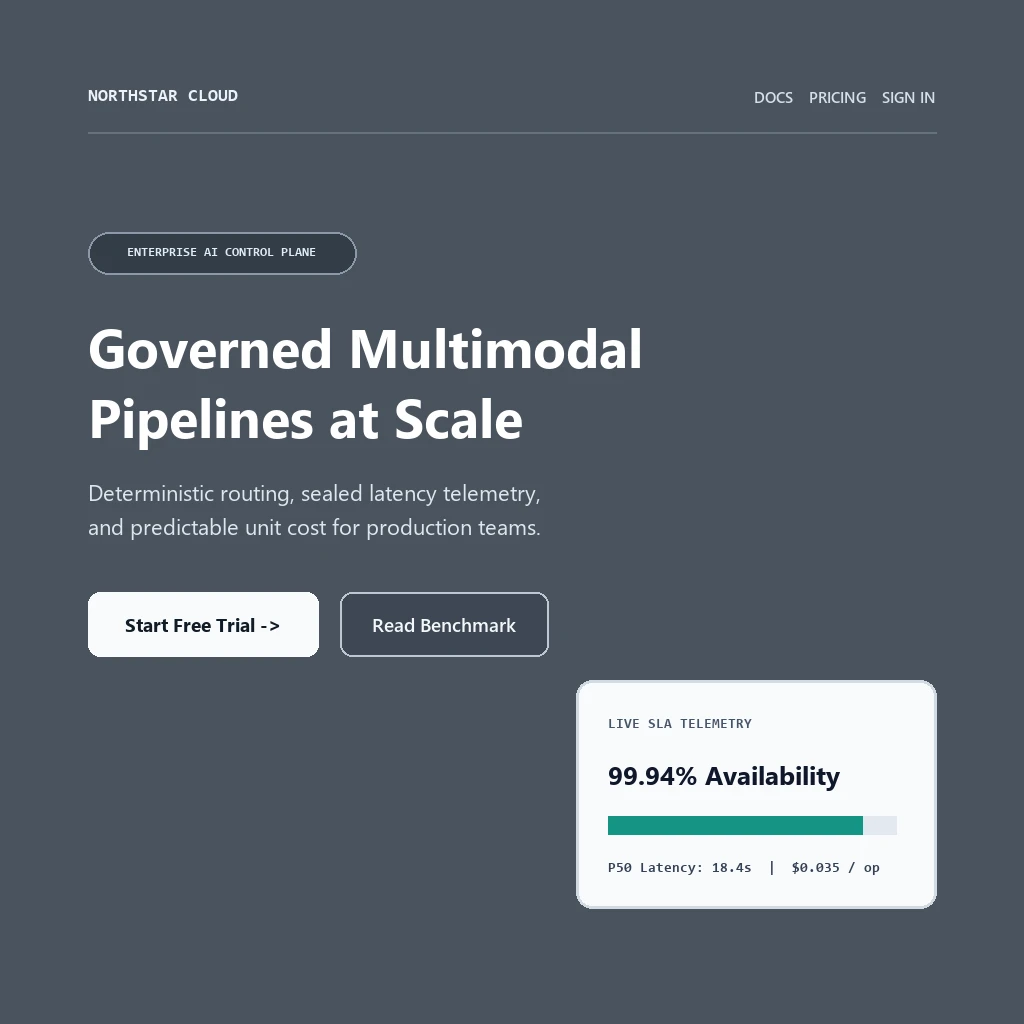 NORTHSTAR CLOUD
DOCS PRICING SIGN IN
ENTERPRISE AI CONTROL PLANE
Governed Multimodal
Pipelines at Scale
Deterministic routing, sealed latency telemetry,
and predictable unit cost for production teams.
Start Free Trial ->
Read Benchmark
LIVE SLA TELEMETRY
99.94% Availability
P50 Latency: 18.4s | $0.035 / op